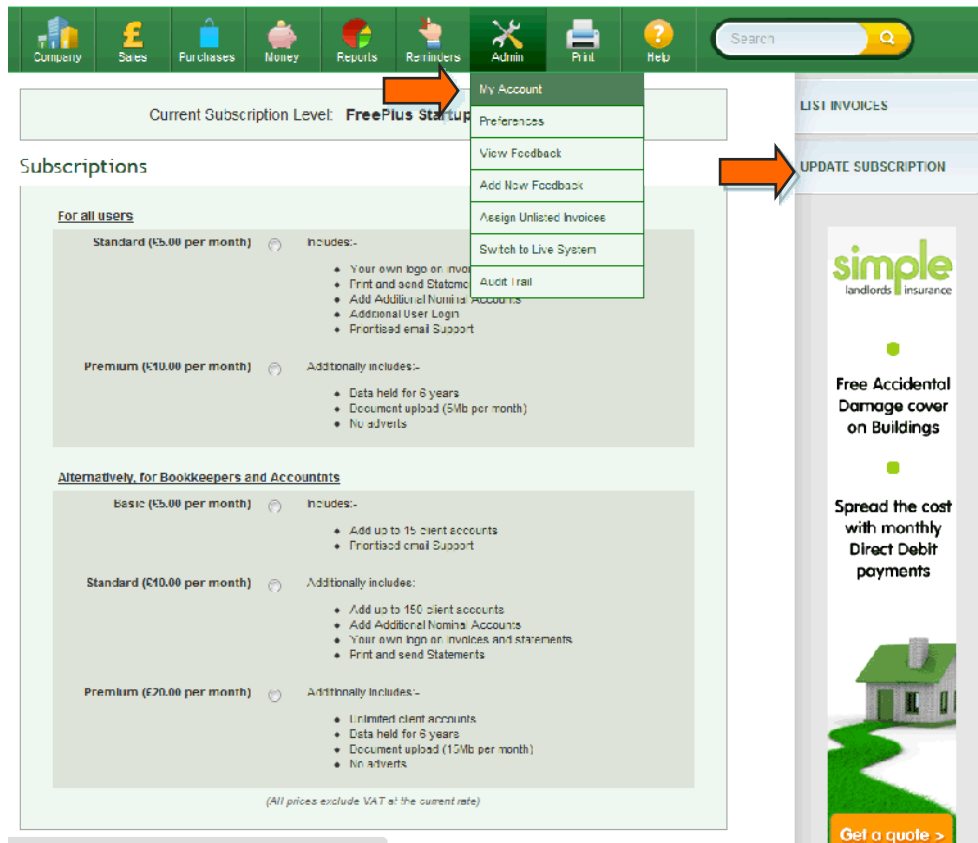 Company Sales Purchases Money Reports Reminders Admin Print Help Search
My Account
Preferences
View Feedback
Add New Feedback
Assign Unlisted Invoices
Switch to Live System
Audit Trail
Current Subscription Level: FreePlus Startup
Subscriptions
For all users
Standard (£5.00 per month) Includes:-
Your own logo on Invoi
Print and send Stateme
Add Additional Nominal Accounts
Additional User Login
Prioritised email Support
Premium (£10.00 per month) Additionally includes:-
Data held for 6 years
Document upload (5Mb per month)
No adverts
Alternatively, for Bookkeepers and Accountnts
Basic (£5.00 per month) Includes:-
Add up to 15 client accounts
Prioritised email Support
Standard (£10.00 per month) Additionally includes:
Add up to 150 client accounts
Add Additional Nominal Accounts
Your own logo on Invoices and statements
Print and send Statements
Premium (£20.00 per month) Additionally includes:-
Unlimited client accounts
Data held for 6 years
Document upload (15Mb per month)
No adverts
(All prices exclude VAT at the current rate)
LIST INVOICES
UPDATE SUBSCRIPTION
simple
landlords insurance
Free Accidental
Damage cover
on Buildings
Spread the cost
with monthly
Direct Debit
payments
Get a quote >